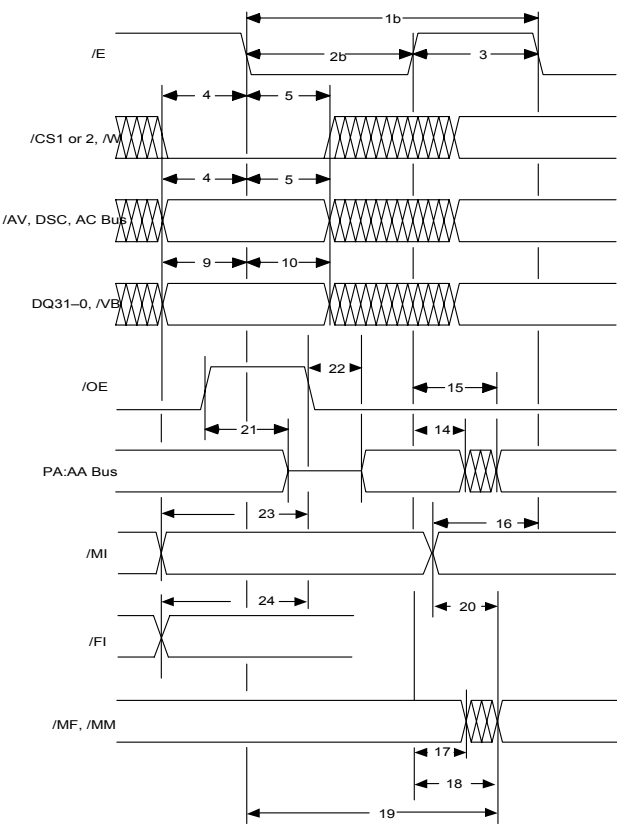 1b
/E
2b
3
4
5
/CS1 or 2, /W
4
5
/AV, DSC, AC Bus
9
10
DQ31–0, /VB
22
/OE
15
21
14
PA:AA Bus
23
16
/MI
24
20
/FI
/MF, /MM
17
18
19